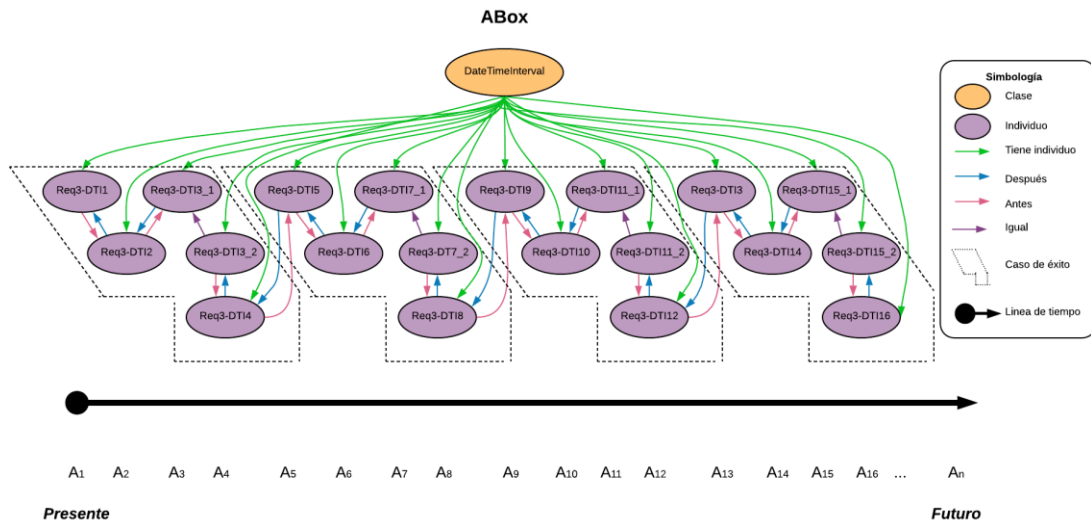 ABox
DateTimeInterval
Simbología
Clase
Individuo
Tiene individuo
Después
Antes
Igual
Caso de éxito
Linea de tiempo
Req3-DTI1
Req3-DTI3_1
Req3-DTI5
Req3-DTI7_1
Req3-DTI9
Req3-DTI11_1
Req3-DTI3
Req3-DTI15_1
Req3-DTI2
Req3-DTI3_2
Req3-DTI6
Req3-DT7_2
Req3-DTI10
Req3-DTI11_2
Req3-DTI14
Req3-DTI15_2
Req3-DTI4
Req3-DTI8
Req3-DTI12
Req3-DTI16
A1 A2 A3 A4 A5 A6 A7 A8 A9 A10 A11 A12 A13 A14 A15 A16 ... An
Presente Futuro